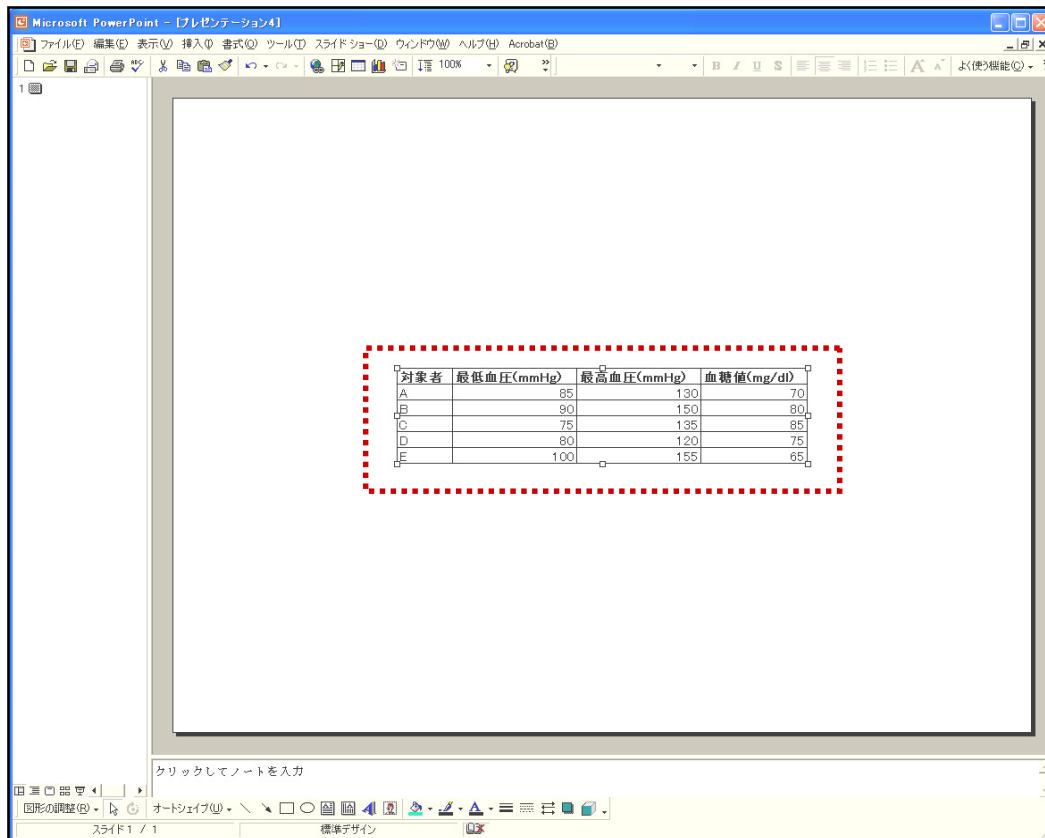 Microsoft PowerPoint - [プレゼンテーション4]
ファイル(F) 編集(E) 表示(V) 挿入(I) 書式(O) ツール(T) スライド ショー(D) ウィンドウ(W) ヘルプ(H) Acrobat(B)
100% B I U S A A よく使う機能(C)
1
対象者 最低血圧(mmHg) 最高血圧(mmHg) 血糖値(mg/dl)
A 85 130 70
B 90 150 80
C 75 135 85
D 80 120 75
E 100 155 65
クリックしてノートを入力
図形の調整(R) オートシェイプ(U) A
スライド 1 / 1 標準デザイン